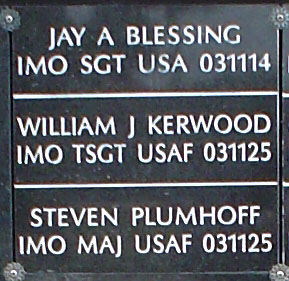 JAY A BLESSING
IMO SGT USA 031114
WILLIAM J KERWOOD
IMO TSGT USAF 031125
STEVEN PLUMHOFF
IMO MAJ USAF 031125